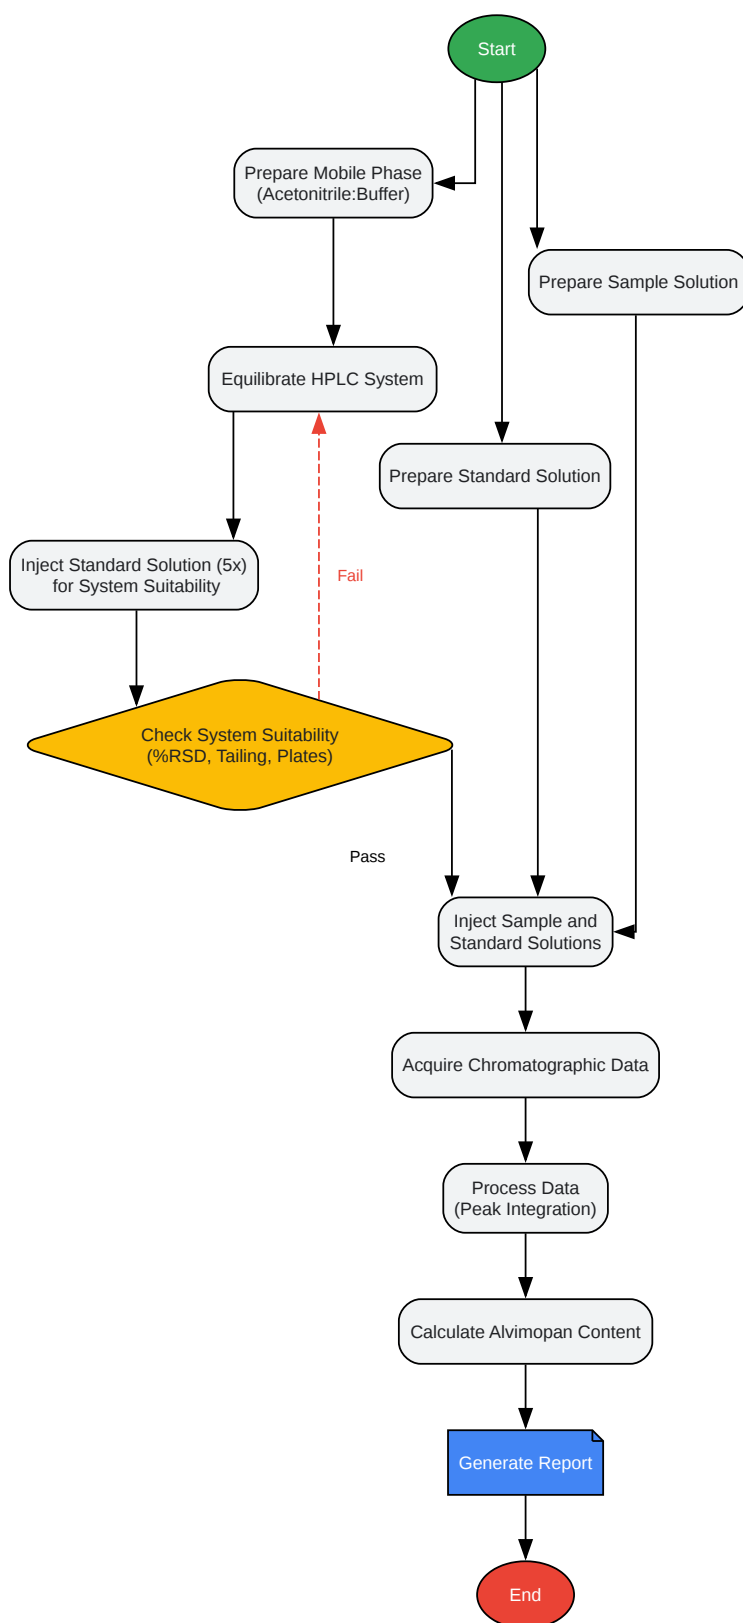 Start
Prepare Mobile Phase
(Acetonitrile:Buffer)
Prepare Sample Solution
Equilibrate HPLC System
Prepare Standard Solution
Inject Standard Solution (5x)
for System Suitability
Fail
Check System Suitability
(%RSD, Tailing, Plates)
Pass
Inject Sample and
Standard Solutions
Acquire Chromatographic Data
Process Data
(Peak Integration)
Calculate Alvimopan Content
Generate Report
End